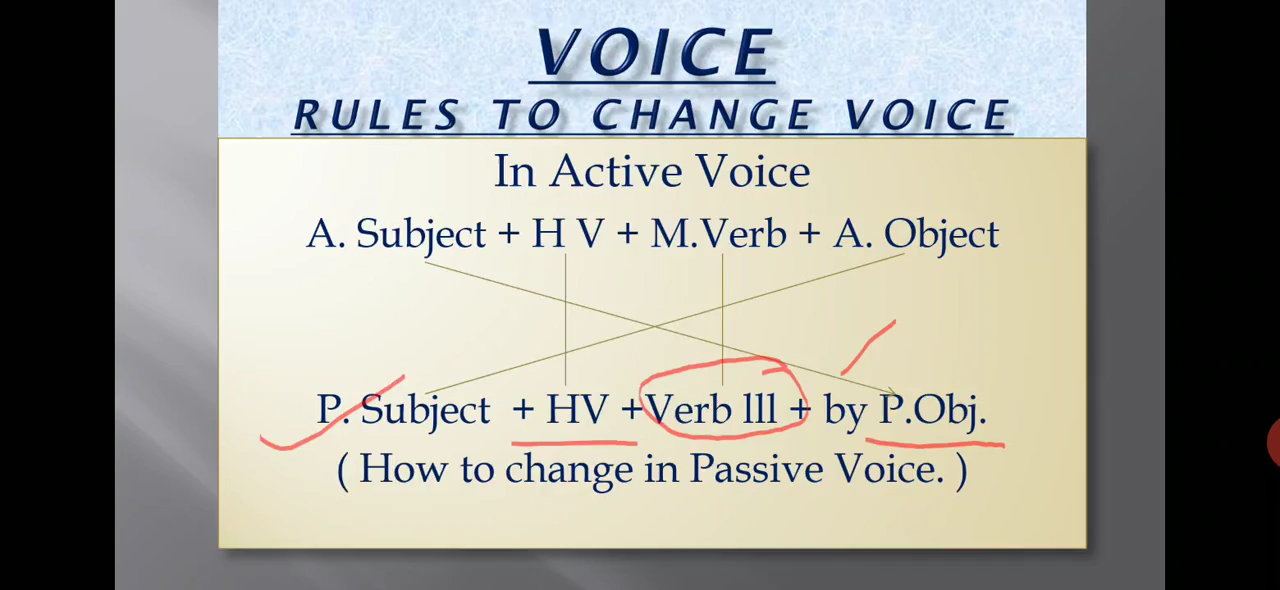 VOICE
RULES TO CHANGE VOICE
In Active Voice
A. Subject + H V + M.Verb + A. Object
P. Subject + HV +Verb lll + by P.Obj.
( How to change in Passive Voice. )